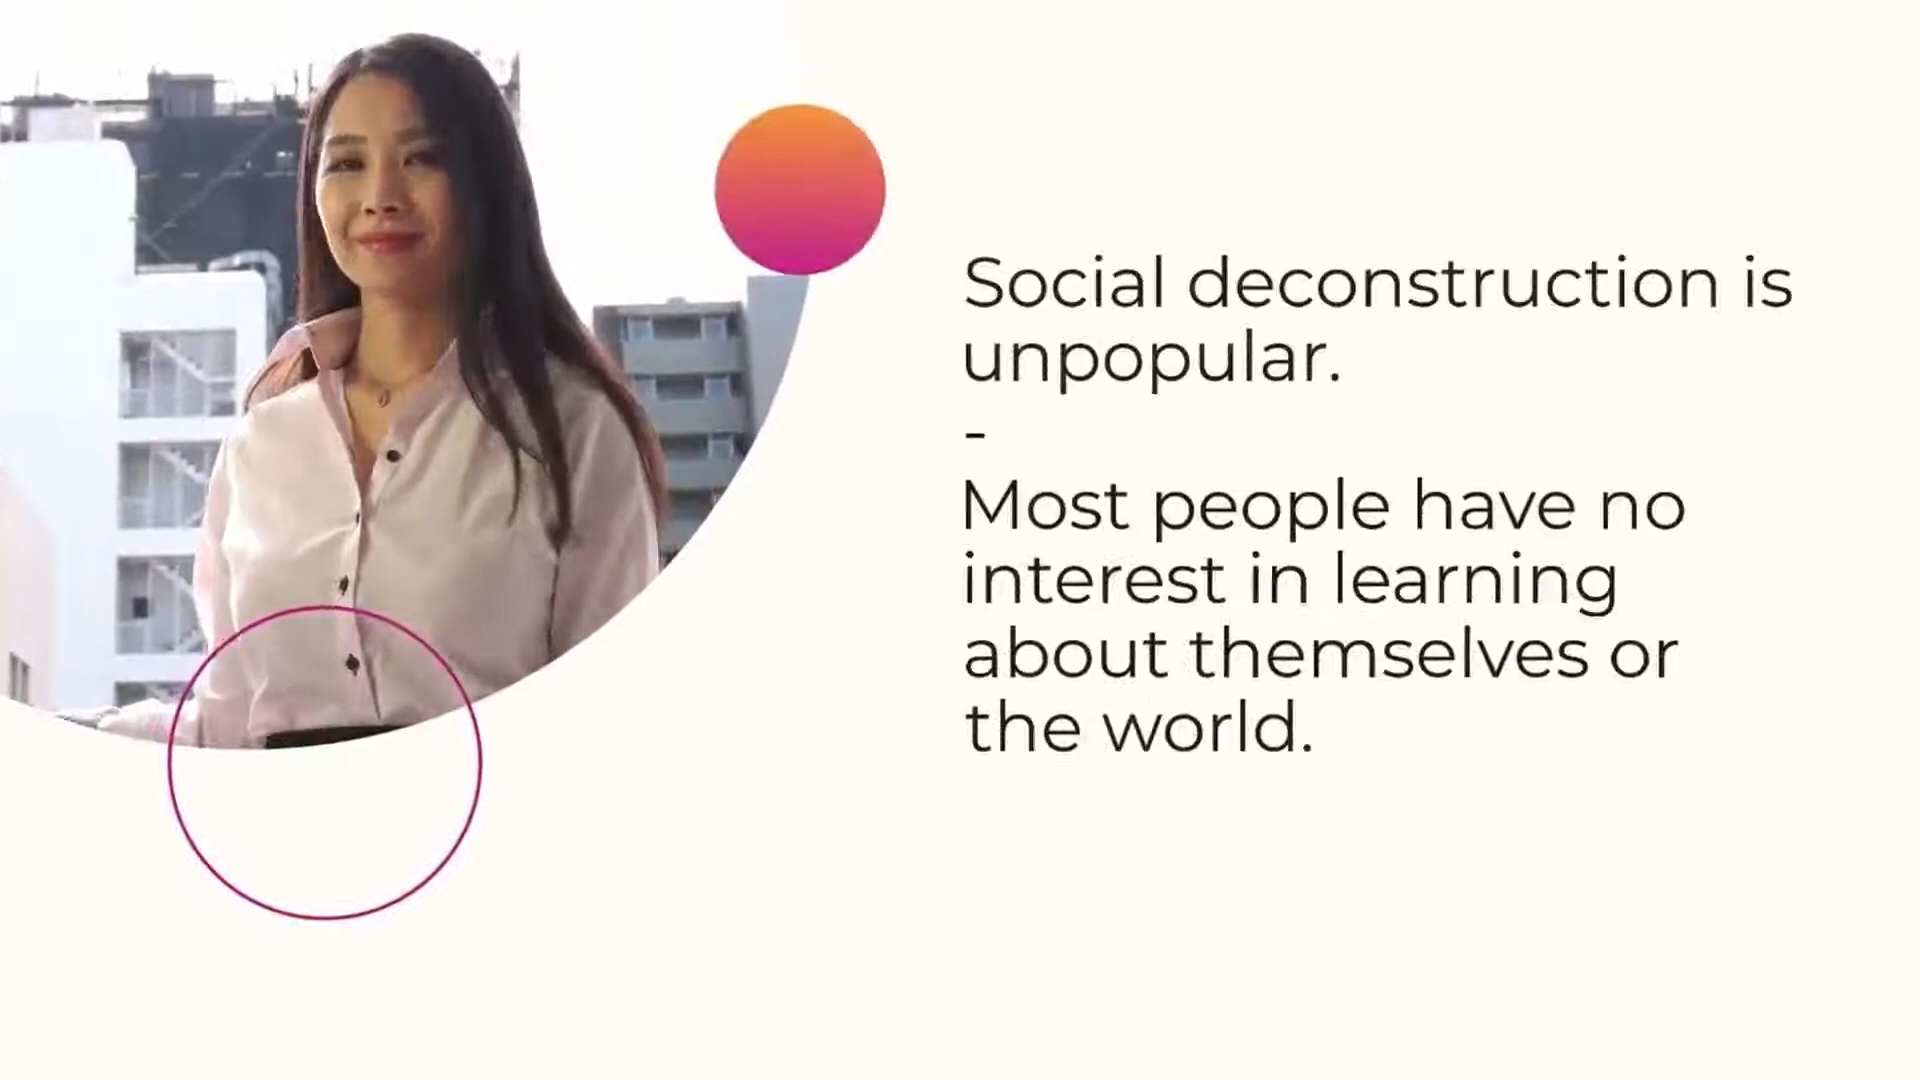 Social deconstruction is
unpopular.
-
Most people have no
interest in learning
about themselves or
the world.